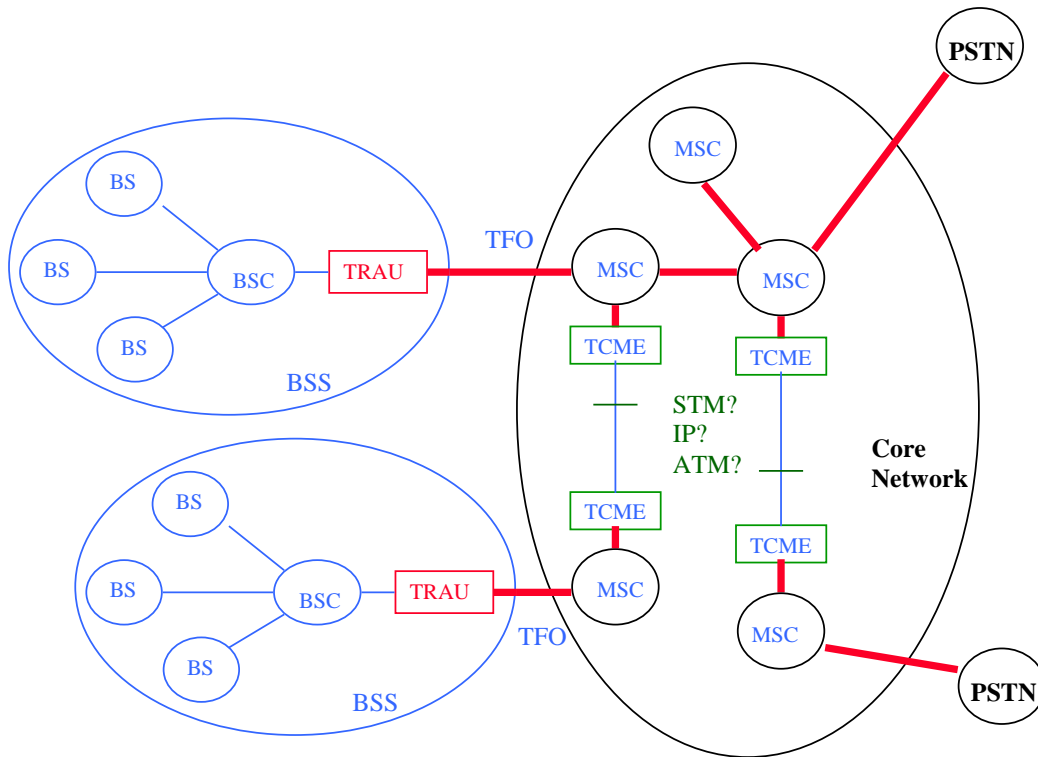 PSTN
MSC
BS
TFO
BS
BSC
TRAU
MSC
MSC
BS
TCME
TCME
BSS
STM?
IP?
ATM?
Core
Network
BS
TCME
TCME
BS
BSC
TRAU
MSC
TFO
MSC
BS
BSS
PSTN